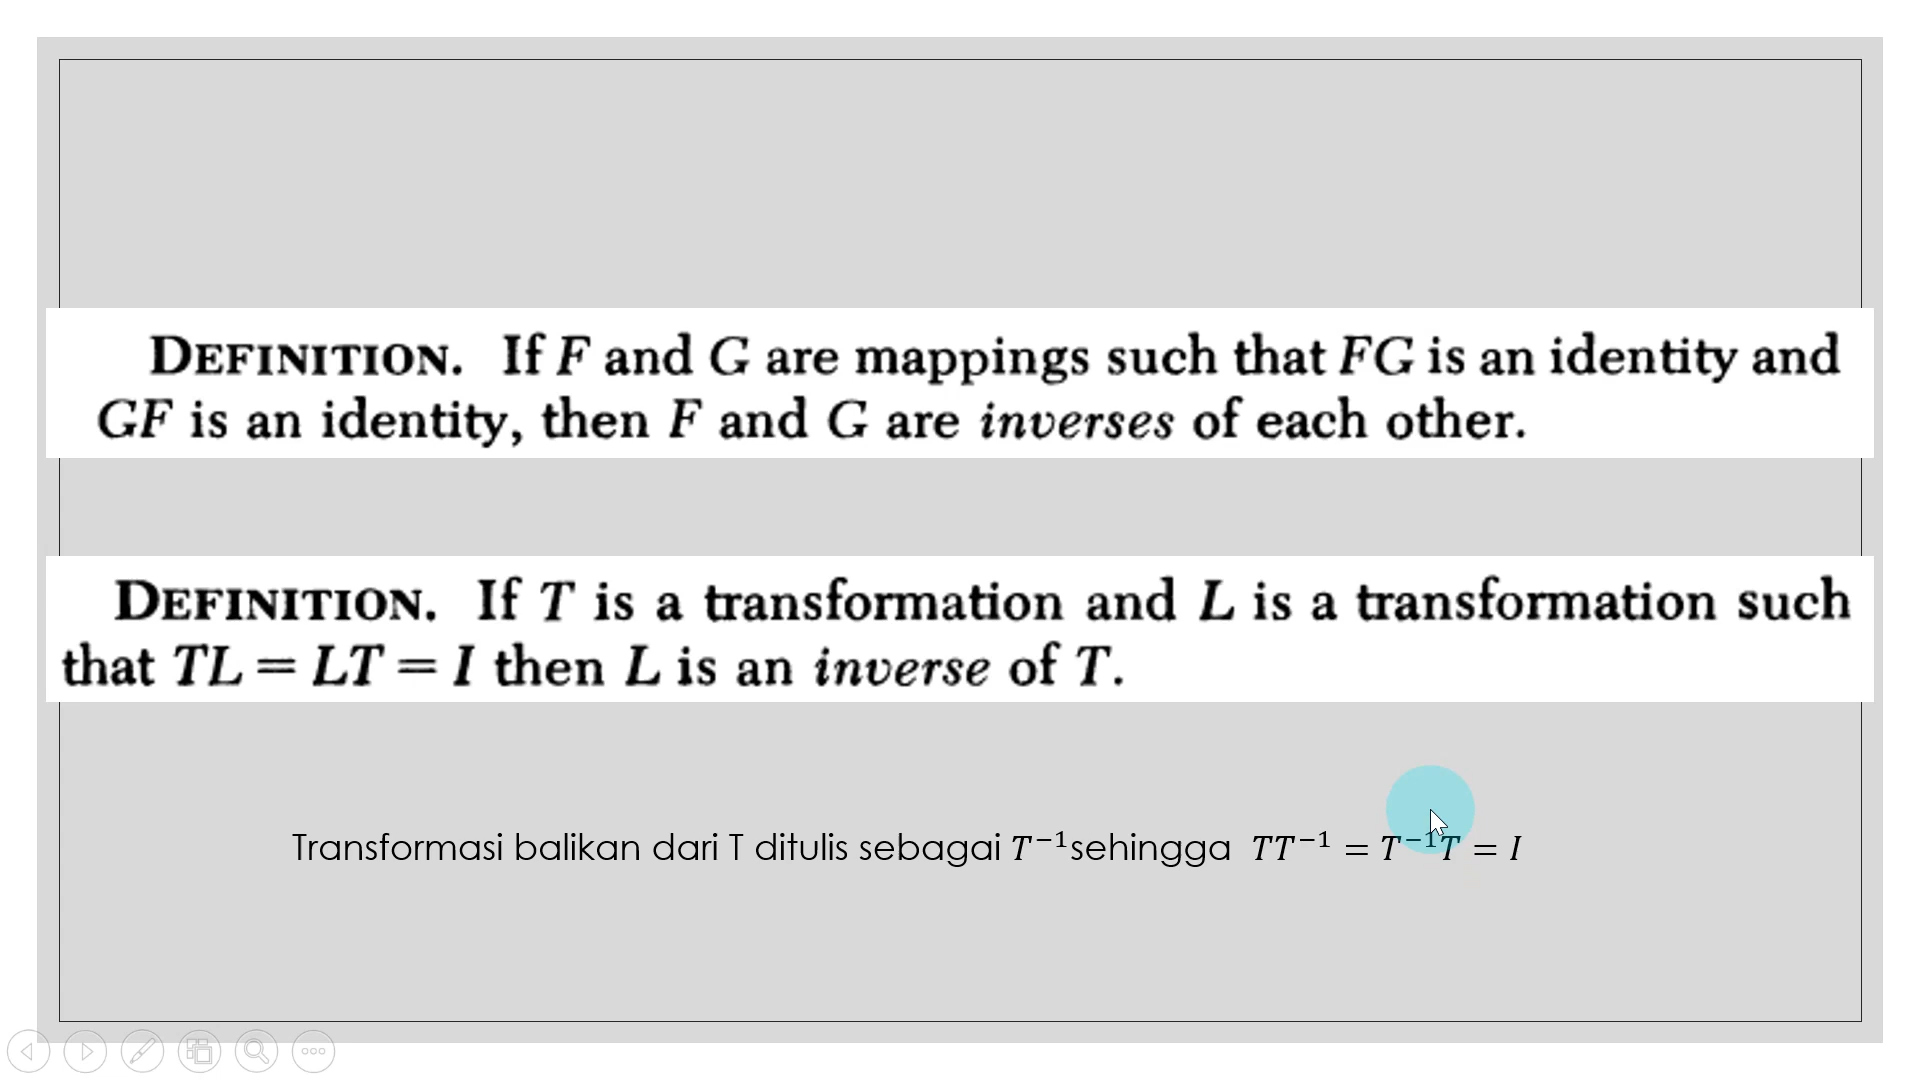 DEFINITION. If F and G are mappings such that FG is an identity and
GF is an identity, then F and G are inverses of each other.
DEFINITION. If T is a transformation and L is a transformation such
that TL = LT = I then L is an inverse of T.
Transformasi balikan dari T ditulis sebagai T⁻¹sehingga TT⁻¹ = T⁻¹T = I